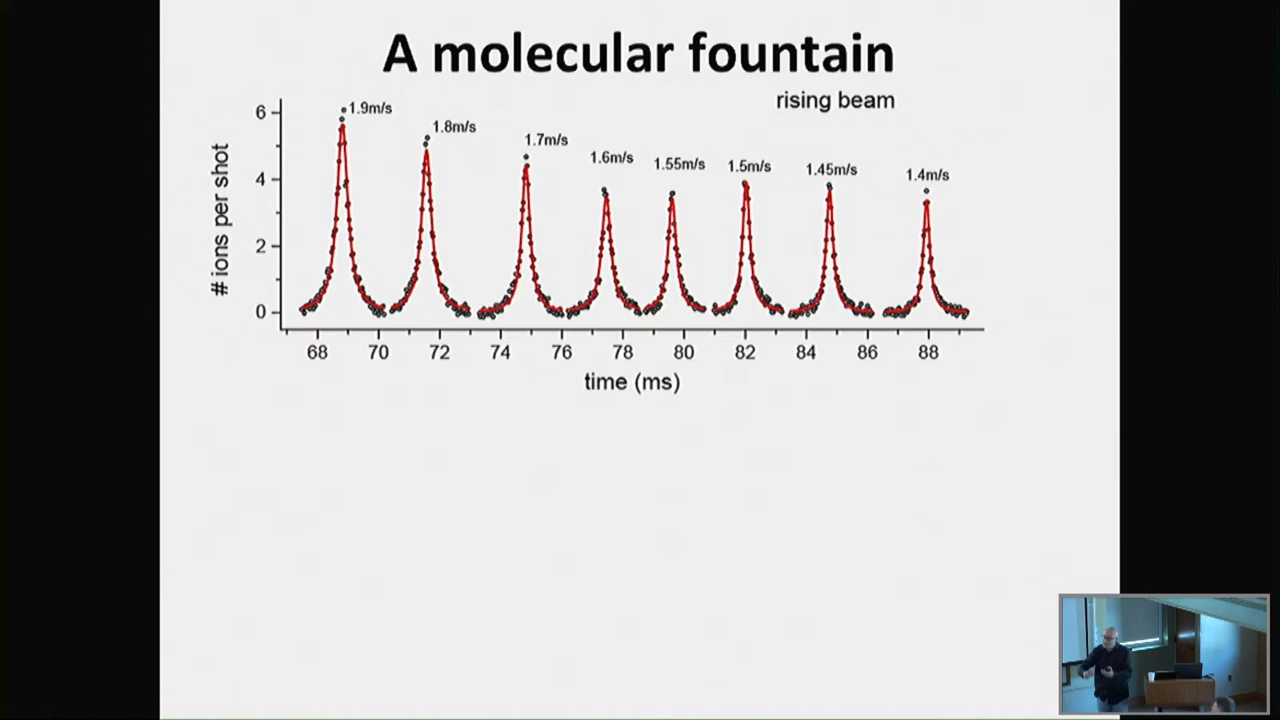 A molecular fountain
rising beam
# ions per shot
6
4
2
0
1.9m/s
1.8m/s
1.7m/s
1.6m/s
1.55m/s
1.5m/s
1.45m/s
1.4m/s
68 70 72 74 76 78 80 82 84 86 88
time (ms)